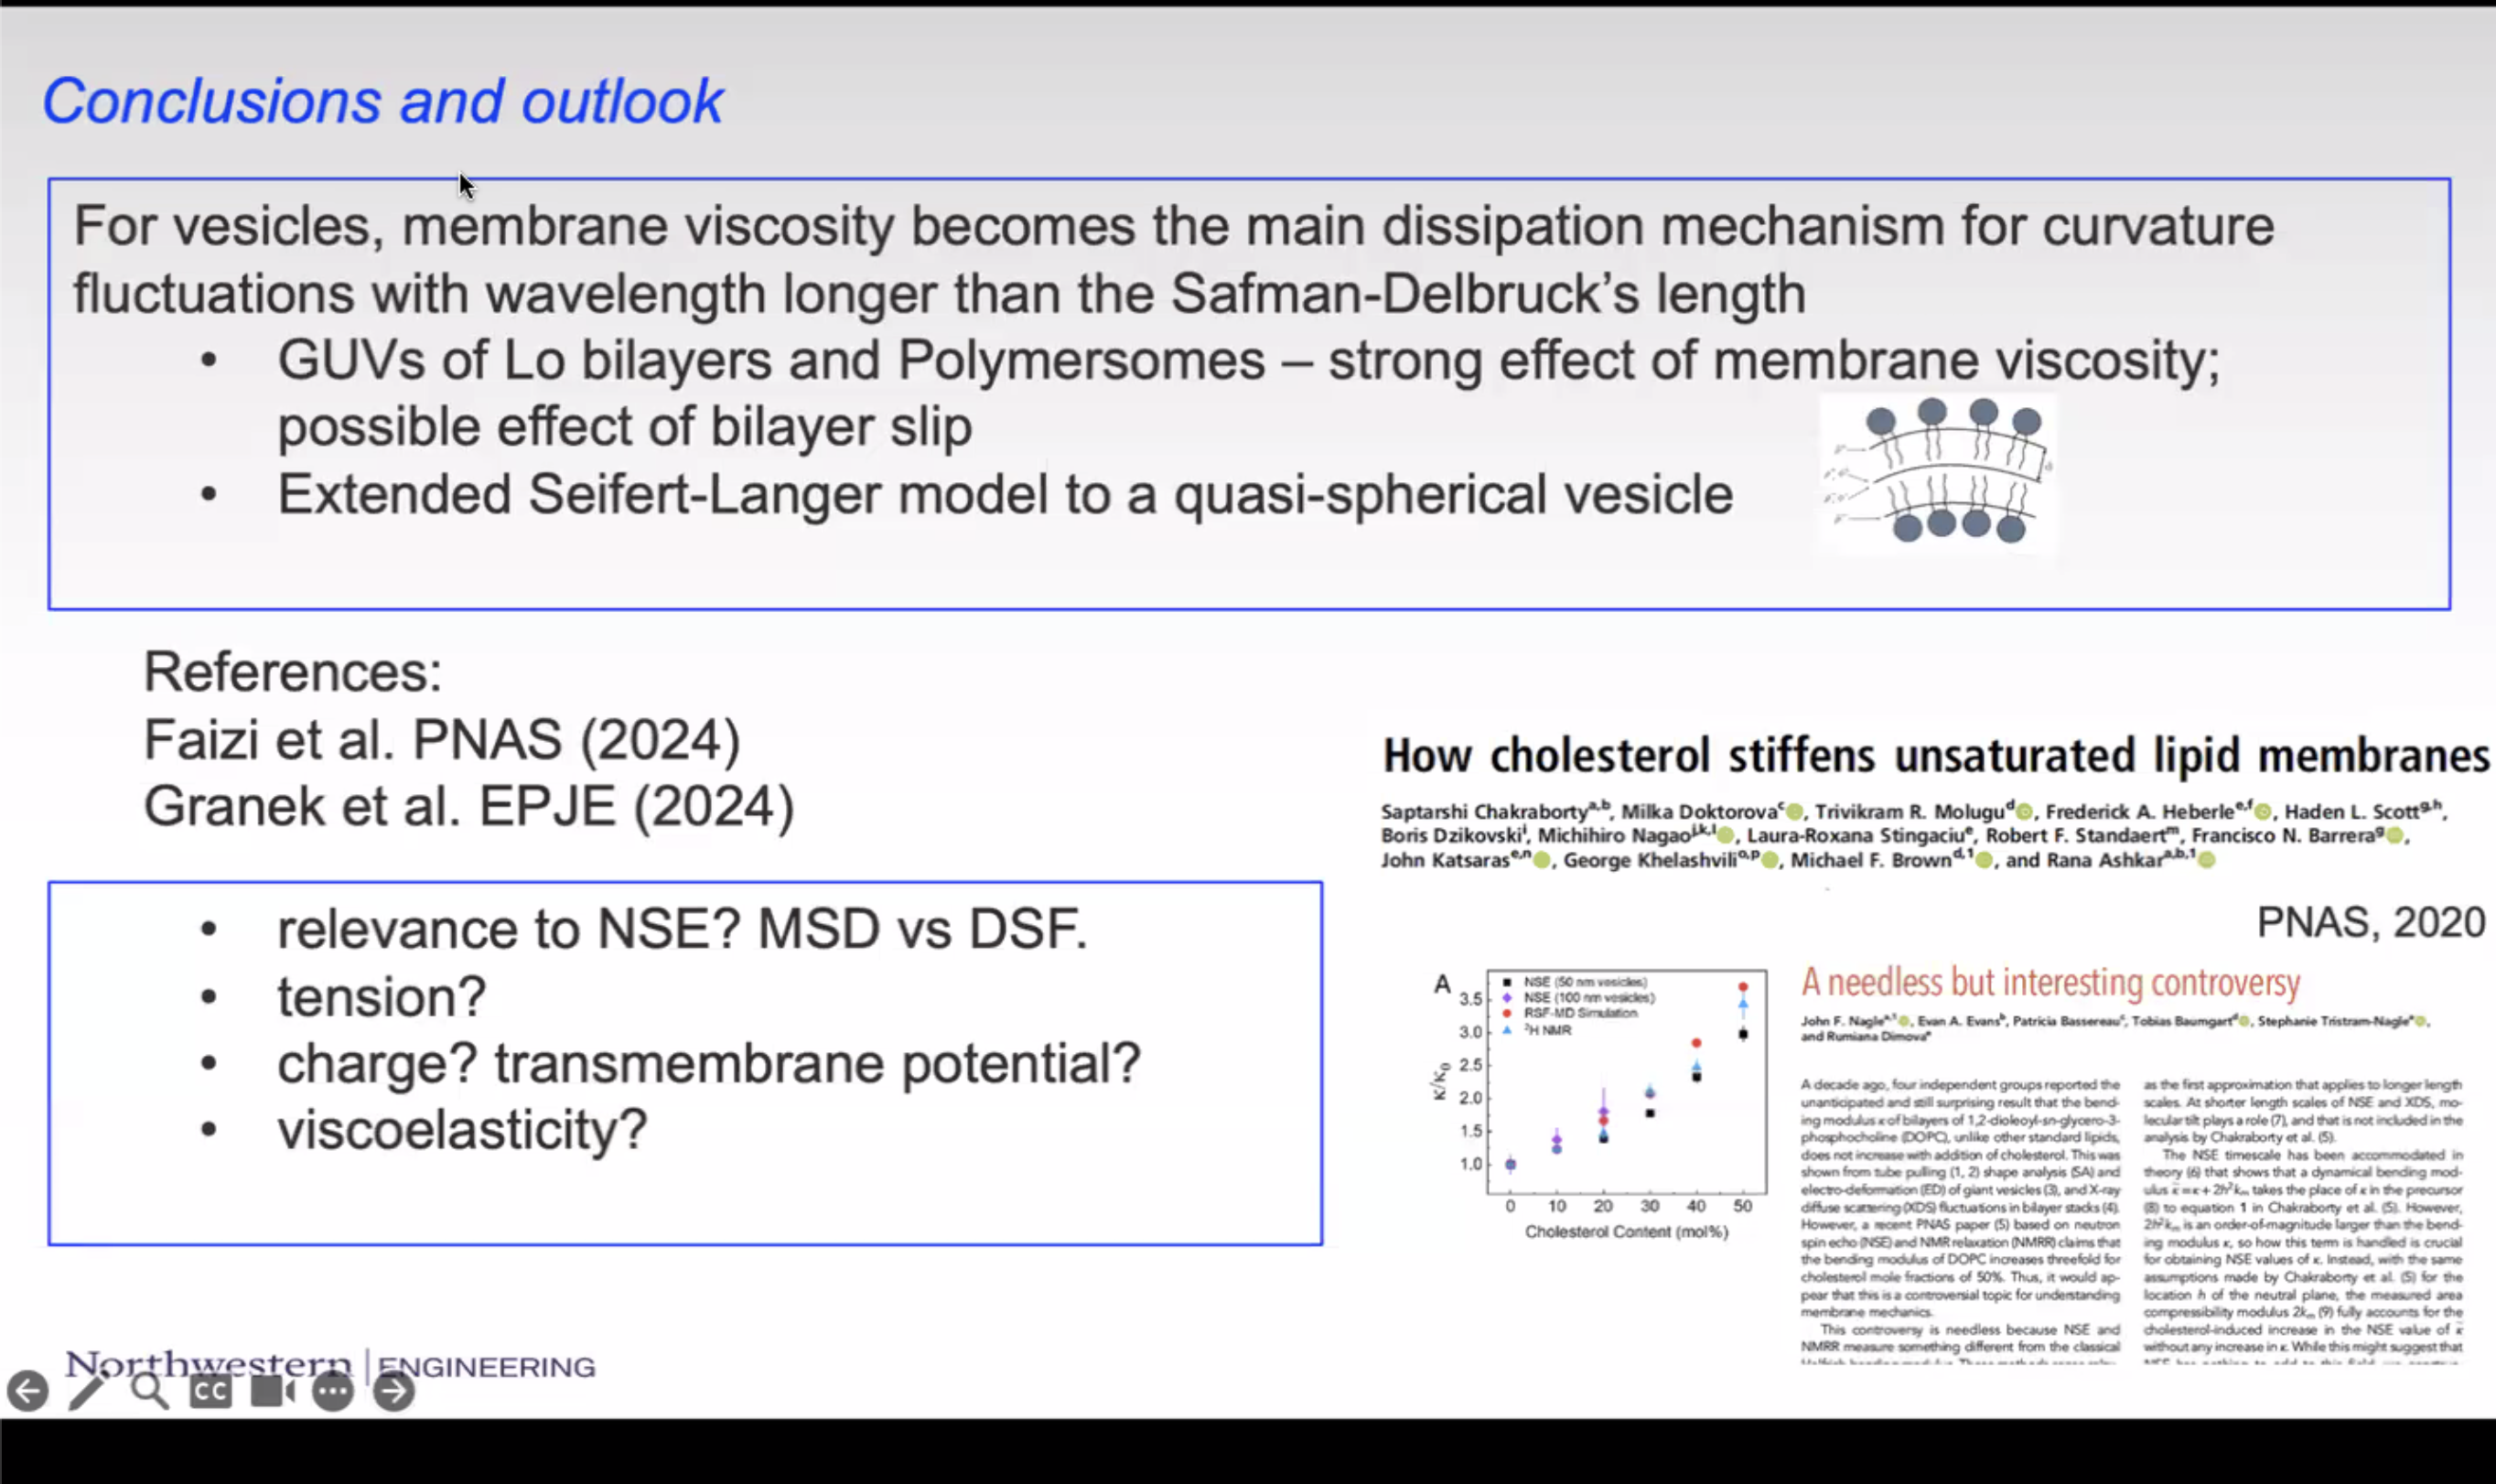 Conclusions and outlook
For vesicles, membrane viscosity becomes the main dissipation mechanism for curvature
fluctuations with wavelength longer than the Safman-Delbruck’s length
• GUVs of Lo bilayers and Polymersomes – strong effect of membrane viscosity;
possible effect of bilayer slip
• Extended Seifert-Langer model to a quasi-spherical vesicle
References:
Faizi et al. PNAS (2024)
Granek et al. EPJE (2024)
• relevance to NSE? MSD vs DSF.
• tension?
• charge? transmembrane potential?
• viscoelasticity?
How cholesterol stiffens unsaturated lipid membranes
Saptarshi Chakraborty a,b, Milka Doktorova c, Trivikram R. Molugu d, Frederick A. Heberle e,f, Haden L. Scott g,h,
Boris Dzikovski i, Michihiro Nagao j,k,l, Laura-Roxana Stingaciu e, Robert F. Standaert m, Francisco N. Barrera g,
John Katsaras e,n, George Khelashvili o,p, Michael F. Brown d,1, and Rana Ashkar a,b,1
PNAS, 2020
A
NSE (50 nm vesicles)
NSE (100 nm vesicles)
RSF-MD Simulation
²H NMR
κ/κ₀
3.5
3.0
2.5
2.0
1.5
1.0
0 10 20 30 40 50
Cholesterol Content (mol%)
A needless but interesting controversy
John F. Nagle a,1, Evan A. Evans b, Patricia Bassereau c, Tobias Baumgart d, Stephanie Tristram-Nagle a,
and Rumiana Dimova e
A decade ago, four independent groups reported the
unanticipated and still surprising result that the bend-
ing modulus κ of bilayers of 1,2-dioleoyl-sn-glycero-3-
phosphocholine (DOPC), unlike other standard lipids,
does not increase with addition of cholesterol. This was
shown from tube pulling (1, 2) shape analysis (SA) and
electro-deformation (ED) of giant vesicles (3), and X-ray
diffuse scattering (XDS) fluctuations in bilayer stacks (4).
However, a recent PNAS paper (5) based on neutron
spin echo (NSE) and NMR relaxation (NMRR) claims that
the bending modulus of DOPC increases threefold for
cholesterol mole fractions of 50%. Thus, it would ap-
pear that this is a controversial topic for understanding
membrane mechanics.
This controversy is needless because NSE and
NMRR measure something different from the classical
as the first approximation that applies to longer length
scales. At shorter length scales of NSE and XDS, mo-
lecular tilt plays a role (7), and that is not included in the
analysis by Chakraborty et al. (5).
The NSE timescale has been accommodated in
theory (6) that shows that a dynamical bending mod-
ulus κ̃ = κ + 2h²kₘ takes the place of κ in the precursor
(8) to equation 1 in Chakraborty et al. (5). However,
2h²kₘ is an order-of-magnitude larger than the bend-
ing modulus κ, so how this term is handled is crucial
for obtaining NSE values of κ. Instead, with the same
assumptions made by Chakraborty et al. (5) for the
location h of the neutral plane, the measured area
compressibility modulus 2kₘ (9) fully accounts for the
cholesterol-induced increase in the NSE value of κ̃
without any increase in κ. While this might suggest that
Northwestern | ENGINEERING
CC